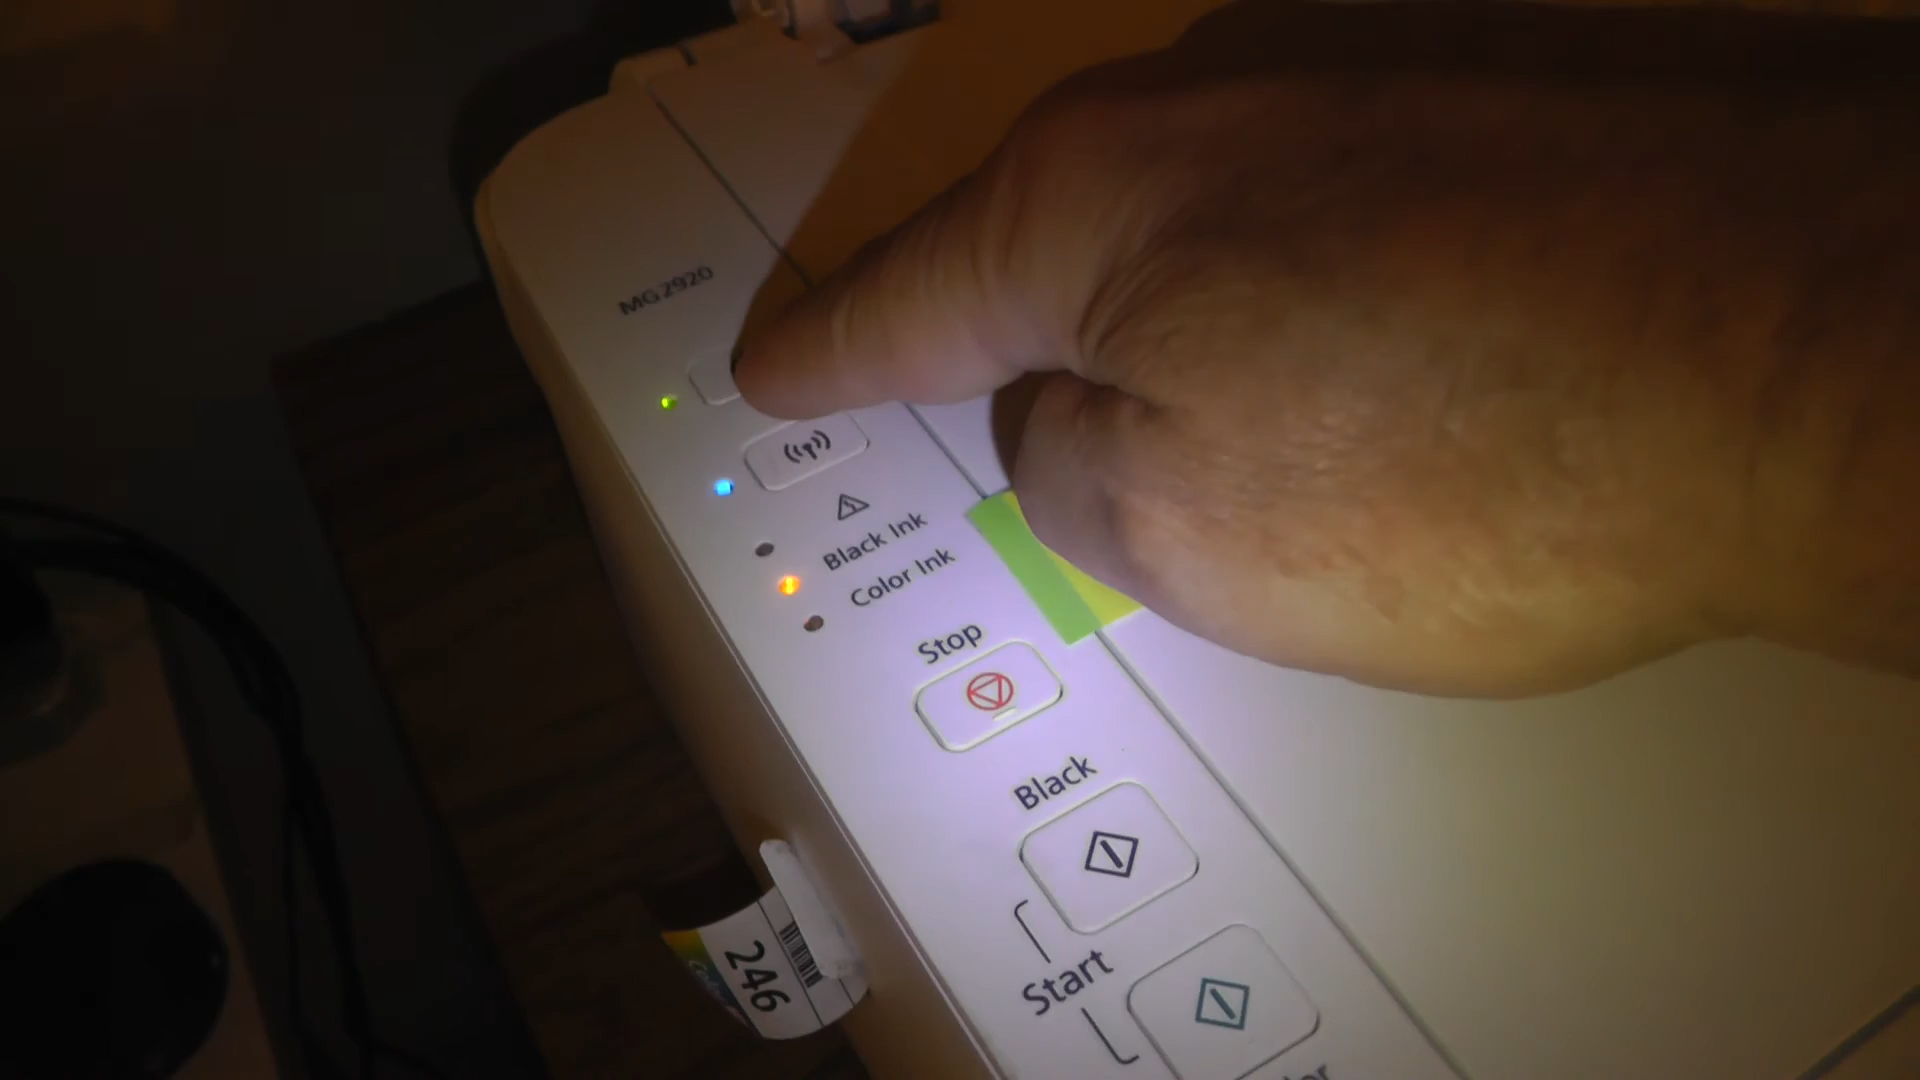 MG2920
Black Ink
Color Ink
Stop
Black
Start
246